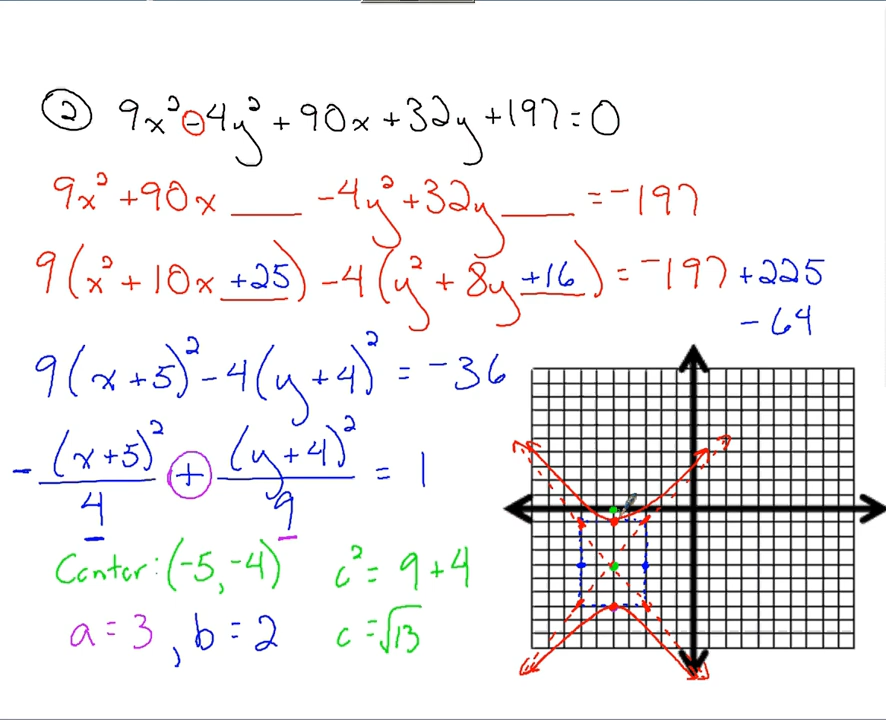 ② 9x² - 4y² + 90x + 32y + 197 = 0
9x² + 90x ___ - 4y² + 32y ___ = -197
9(x² + 10x +25) - 4(y² + 8y +16) = -197 +225
-64
9(x+5)² - 4(y+4)² = -36
- (x+5)²/4 + (y+4)²/9 = 1
Center: (-5, -4) c² = 9 + 4
a = 3, b = 2 c = √13